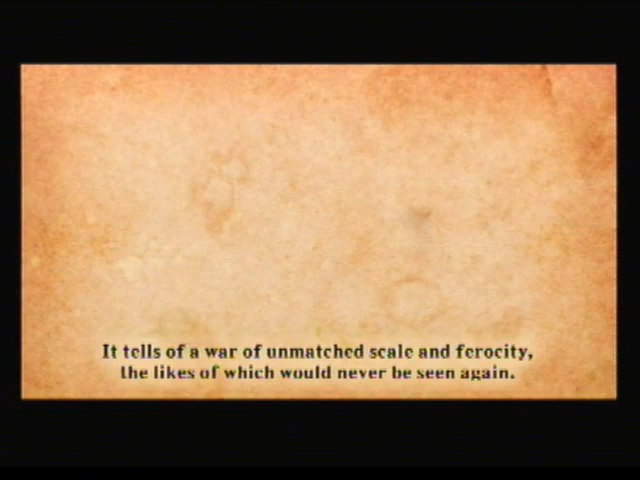 It tells of a war of unmatched scale and ferocity,
the likes of which would never be seen again.